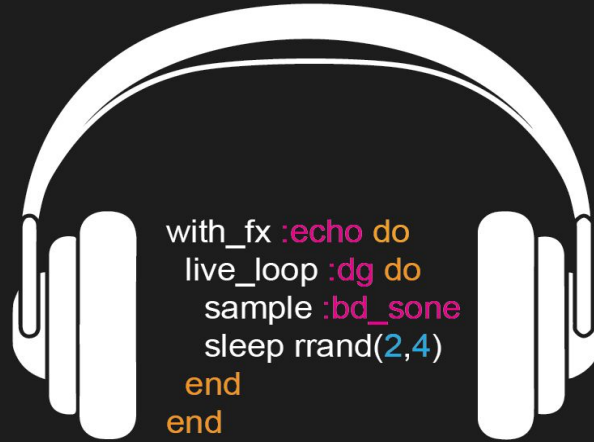 with_fx :echo do
live_loop :dg do
sample :bd_sone
sleep rrand(2,4)
end
end